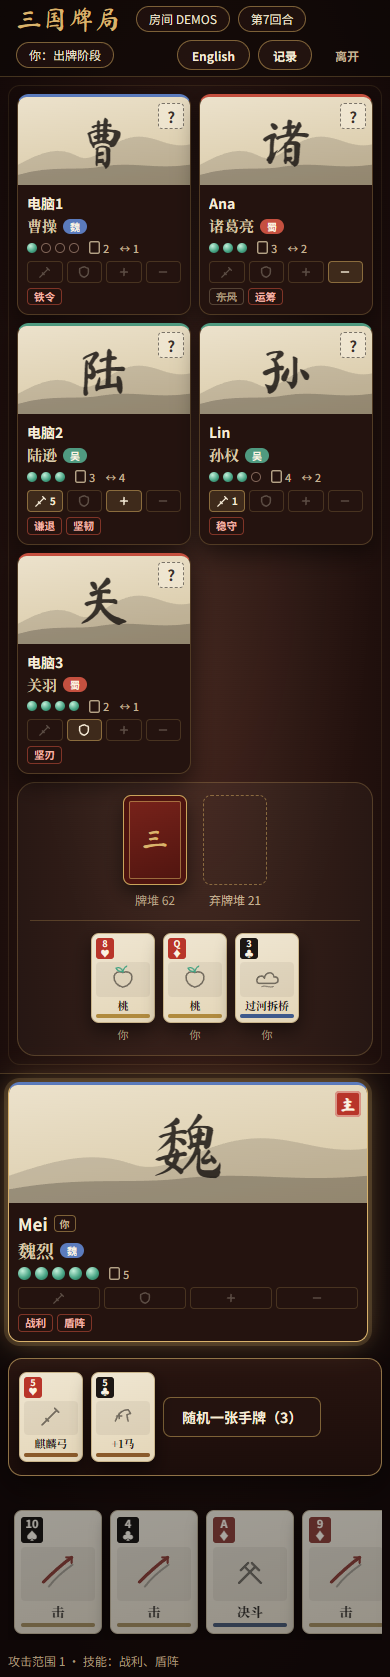 三国牌局 房间 DEMOS 第7回合
你：出牌阶段 English 记录 离开
曹
?
电脑1
曹操 魏
2 ↔1
+ −
铁令
诸
?
Ana
诸葛亮 蜀
3 ↔2
+ −
东风 运筹
陆
?
电脑2
陆逊 吴
3 ↔4
5 + −
谦退 坚韧
孙
?
Lin
孙权 吴
4 ↔2
1 + −
稳守
关
?
电脑3
关羽 蜀
2 ↔1
+ −
坚刃
三
牌堆 62 弃牌堆 21
8♥ 桃
你
Q♦ 桃
你
3♣ 过河拆桥
你
魏
主
Mei 你
魏烈 魏
5
+ −
战利 盾阵
5♥ 麒麟弓
5♣ +1马
随机一张手牌（3）
10♠ 击
4♣ 击
A♦ 决斗
9♦ 击
攻击范围 1 · 技能：战利、盾阵